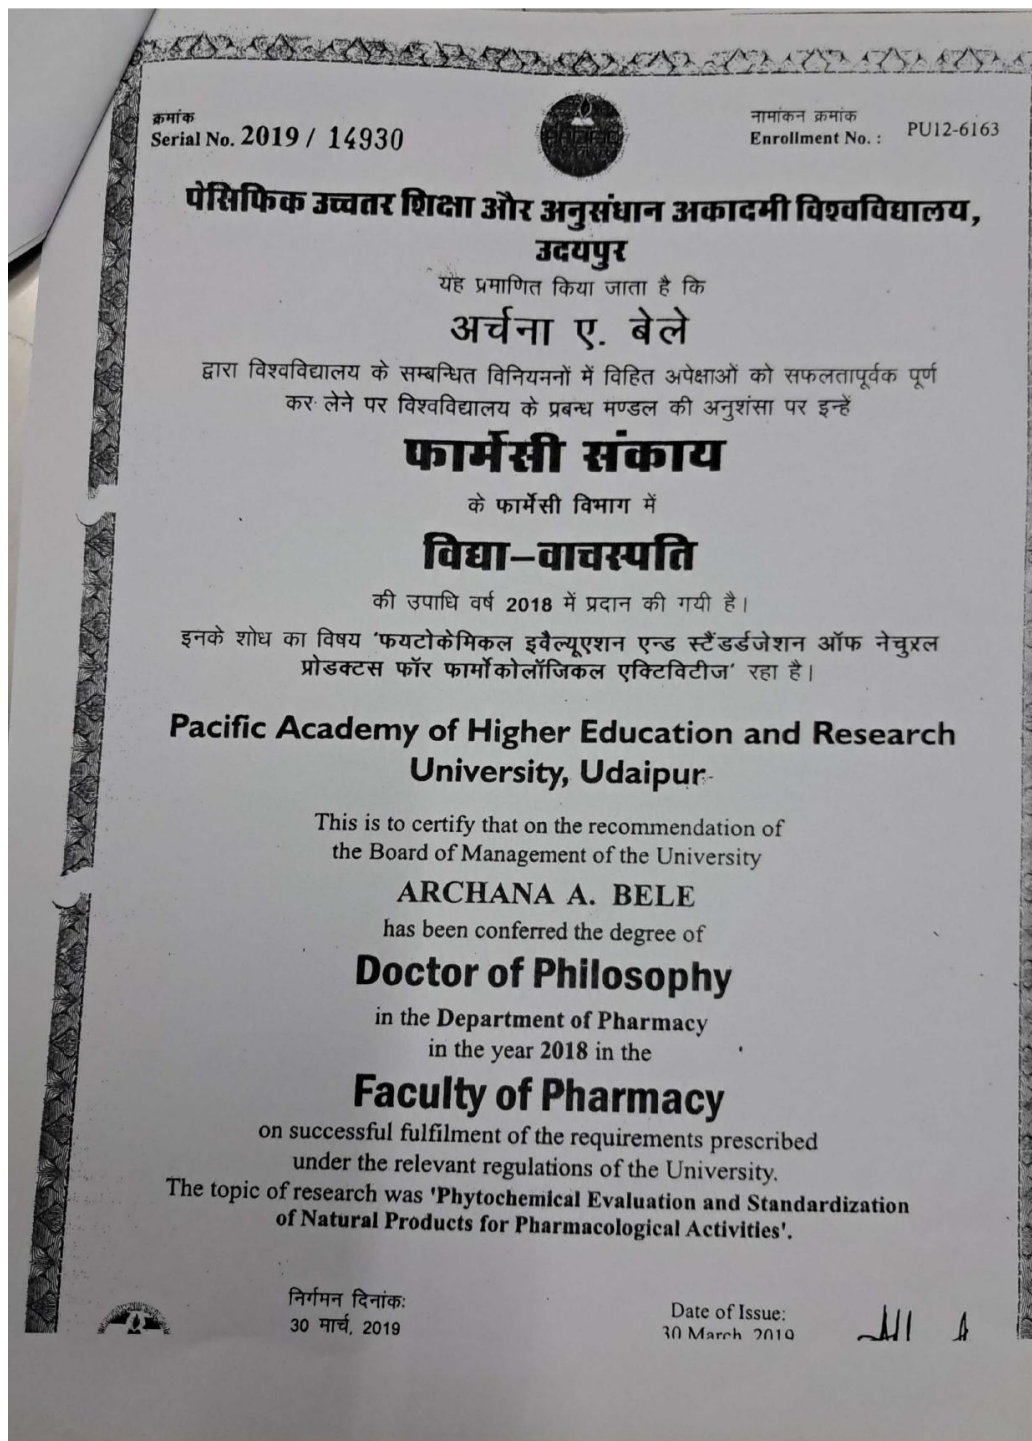 क्रमांक
Serial No. 2019 / 14930
नामांकन क्रमांक
Enrollment No. : PU12-6163
पेसिफिक उच्चतर शिक्षा और अनुसंधान अकादमी विश्वविद्यालय,
उदयपुर
यह प्रमाणित किया जाता है कि
अर्चना ए. बेले
द्वारा विश्वविद्यालय के सम्बन्धित विनियमनों में विहित अपेक्षाओं को सफलतापूर्वक पूर्ण
कर लेने पर विश्वविद्यालय के प्रबन्ध मण्डल की अनुशंसा पर इन्हें
फार्मेसी संकाय
के फार्मेसी विभाग में
विद्या–वाचस्पति
की उपाधि वर्ष 2018 में प्रदान की गयी है।
इनके शोध का विषय 'फयटोकेमिकल इवैल्यूएशन एन्ड स्टैंडर्डजेशन ऑफ नेचुरल
प्रोडक्टस फॉर फार्मोकोलॉजिकल एक्टिविटीज' रहा है।
Pacific Academy of Higher Education and Research
University, Udaipur
This is to certify that on the recommendation of
the Board of Management of the University
ARCHANA A. BELE
has been conferred the degree of
Doctor of Philosophy
in the Department of Pharmacy
in the year 2018 in the
Faculty of Pharmacy
on successful fulfilment of the requirements prescribed
under the relevant regulations of the University.
The topic of research was 'Phytochemical Evaluation and Standardization
of Natural Products for Pharmacological Activities'.
निर्गमन दिनांकः
30 मार्च, 2019
Date of Issue:
30 March, 2019